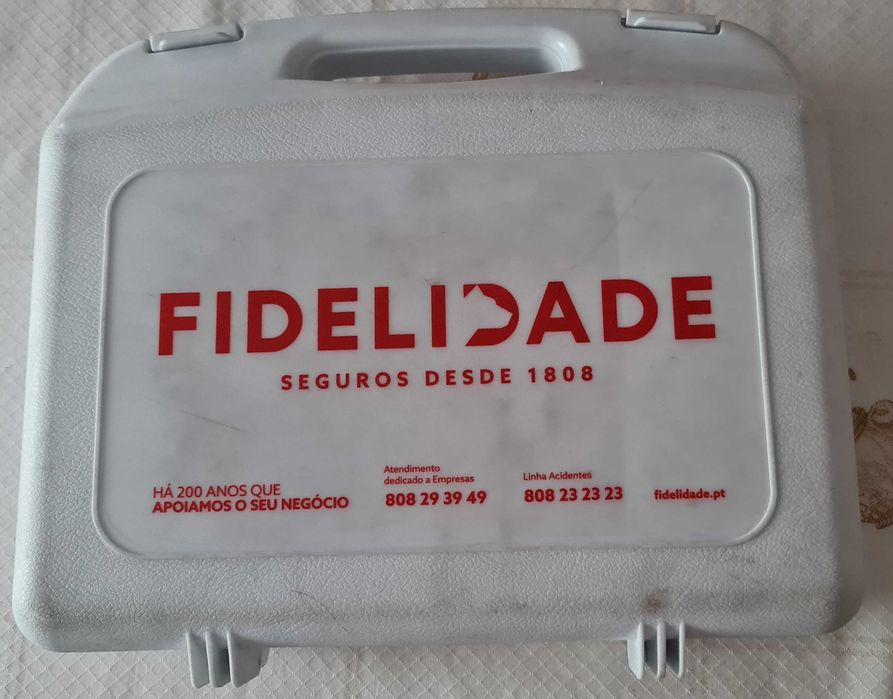 FIDELIDADE
SEGUROS DESDE 1808
HÁ 200 ANOS QUE
APOIAMOS O SEU NEGÓCIO
Atendimento
dedicado a Empresas
808 29 39 49
Linha Acidentes
808 23 23 23
fidelidade.pt